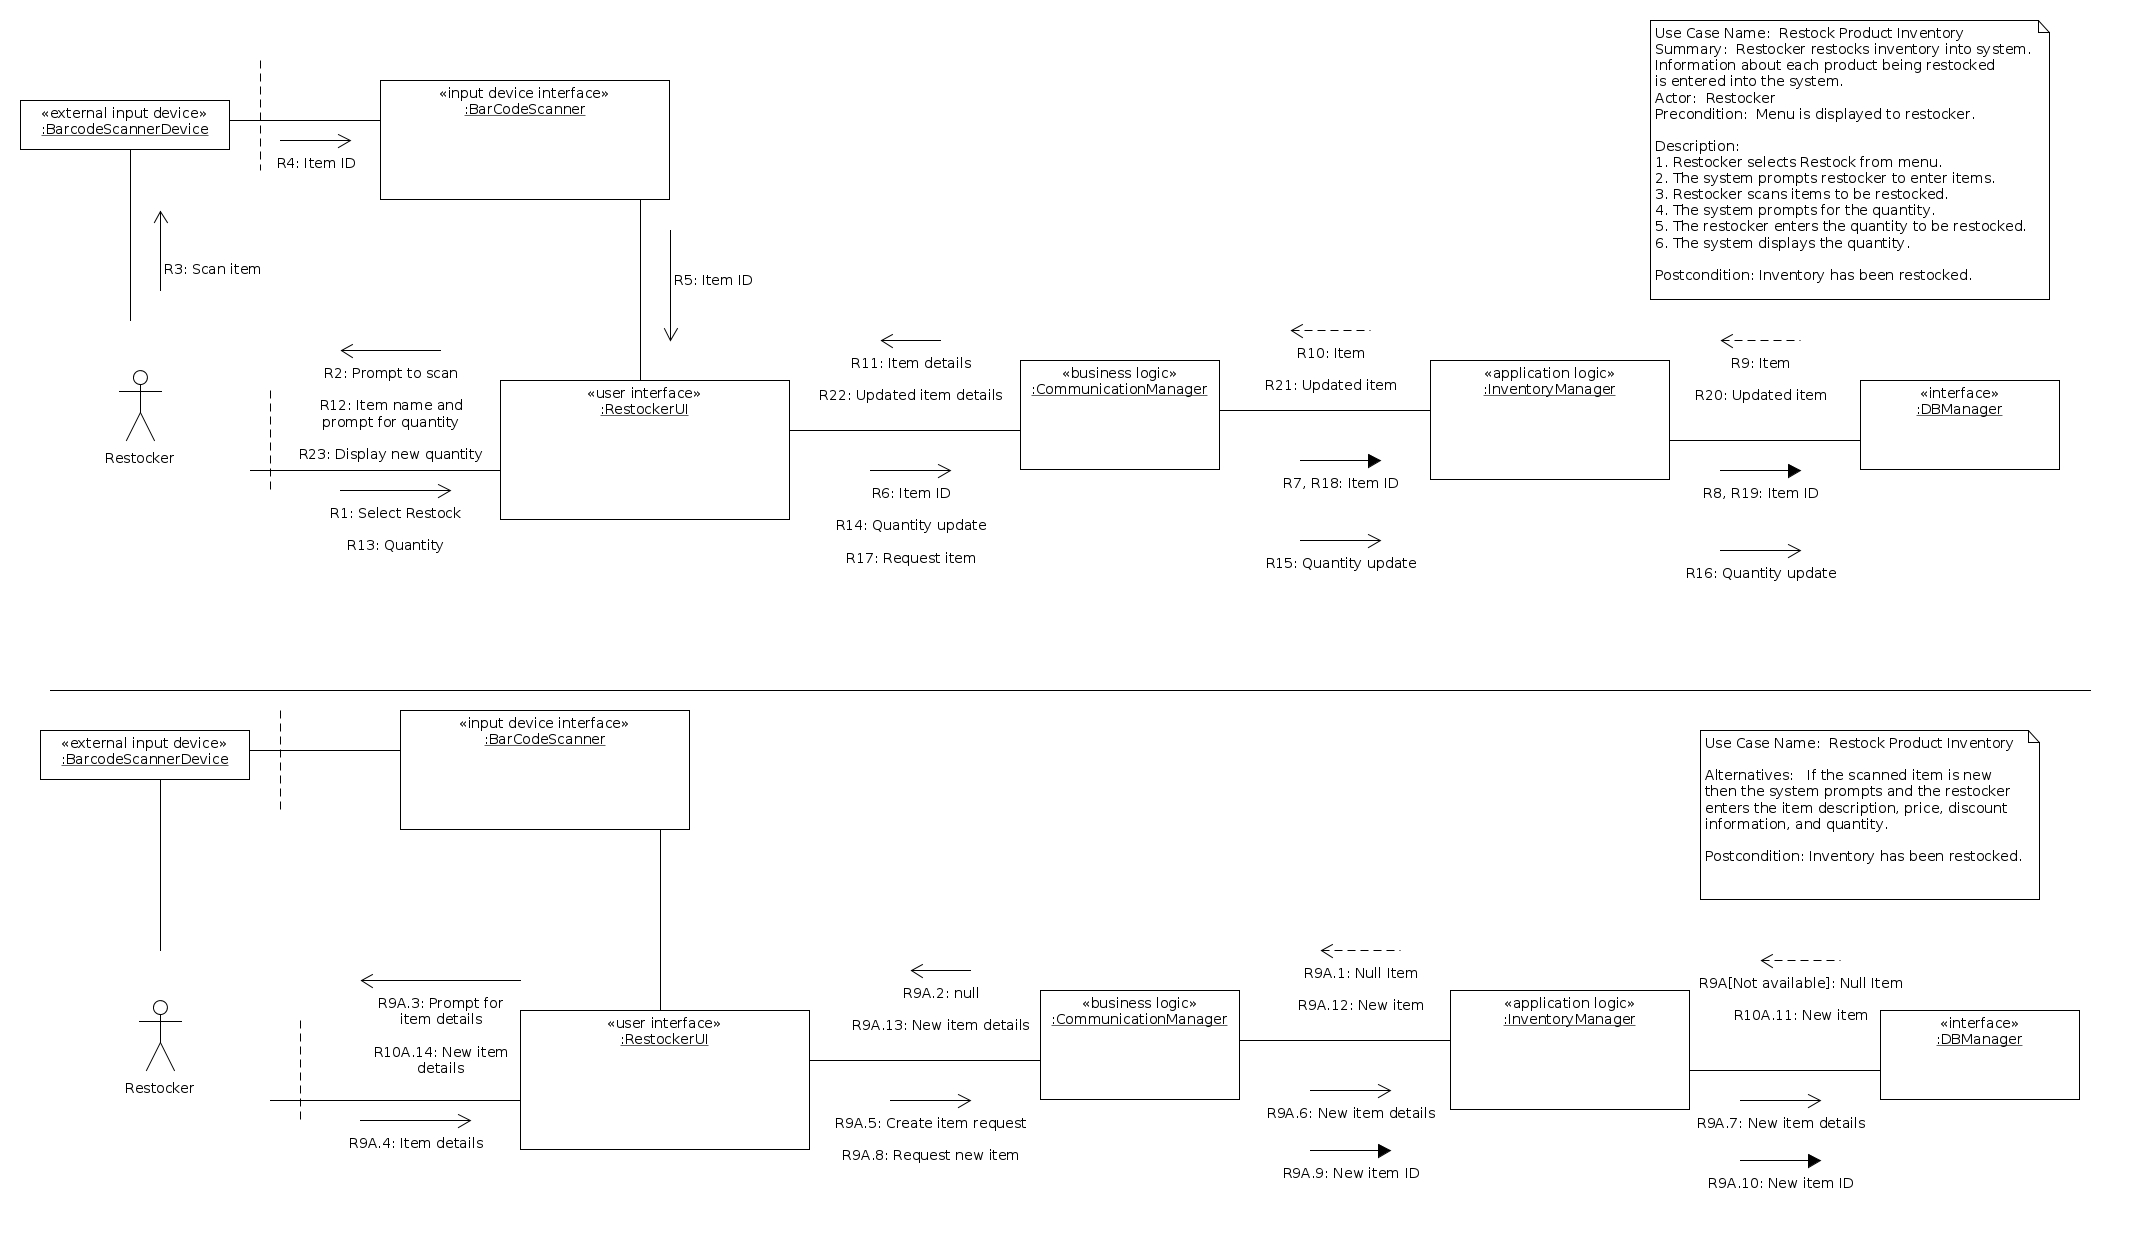 «external input device»
:BarcodeScannerDevice
R4: Item ID
«input device interface»
:BarCodeScanner
R3: Scan item
R5: Item ID
Restocker
R2: Prompt to scan
R12: Item name and
prompt for quantity
R23: Display new quantity
R1: Select Restock
R13: Quantity
«user interface»
:RestockerUI
R11: Item details
R22: Updated item details
R6: Item ID
R14: Quantity update
R17: Request item
«business logic»
:CommunicationManager
R10: Item
R21: Updated item
R7, R18: Item ID
R15: Quantity update
«application logic»
:InventoryManager
R9: Item
R20: Updated item
R8, R19: Item ID
R16: Quantity update
«interface»
:DBManager
Use Case Name:  Restock Product Inventory
Summary:  Restocker restocks inventory into system.
Information about each product being restocked
is entered into the system.
Actor:  Restocker
Precondition:  Menu is displayed to restocker.
Description:
1. Restocker selects Restock from menu.
2. The system prompts restocker to enter items.
3. Restocker scans items to be restocked.
4. The system prompts for the quantity.
5. The restocker enters the quantity to be restocked.
6. The system displays the quantity.
Postcondition: Inventory has been restocked.
«external input device»
:BarcodeScannerDevice
«input device interface»
:BarCodeScanner
Restocker
R9A.3: Prompt for
item details
R10A.14: New item
details
R9A.4: Item details
«user interface»
:RestockerUI
R9A.2: null
R9A.13: New item details
R9A.5: Create item request
R9A.8: Request new item
«business logic»
:CommunicationManager
R9A.1: Null Item
R9A.12: New item
R9A.6: New item details
R9A.9: New item ID
«application logic»
:InventoryManager
R9A[Not available]: Null Item
R10A.11: New item
R9A.7: New item details
R9A.10: New item ID
«interface»
:DBManager
Use Case Name:  Restock Product Inventory
Alternatives:   If the scanned item is new
then the system prompts and the restocker
enters the item description, price, discount
information, and quantity.
Postcondition: Inventory has been restocked.